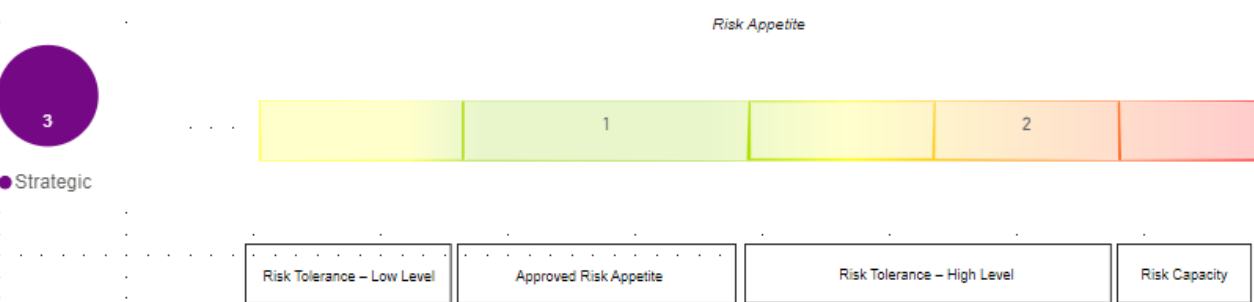 Risk Appetite
3
1
2
Strategic
Risk Tolerance – Low Level
Approved Risk Appetite
Risk Tolerance – High Level
Risk Capacity